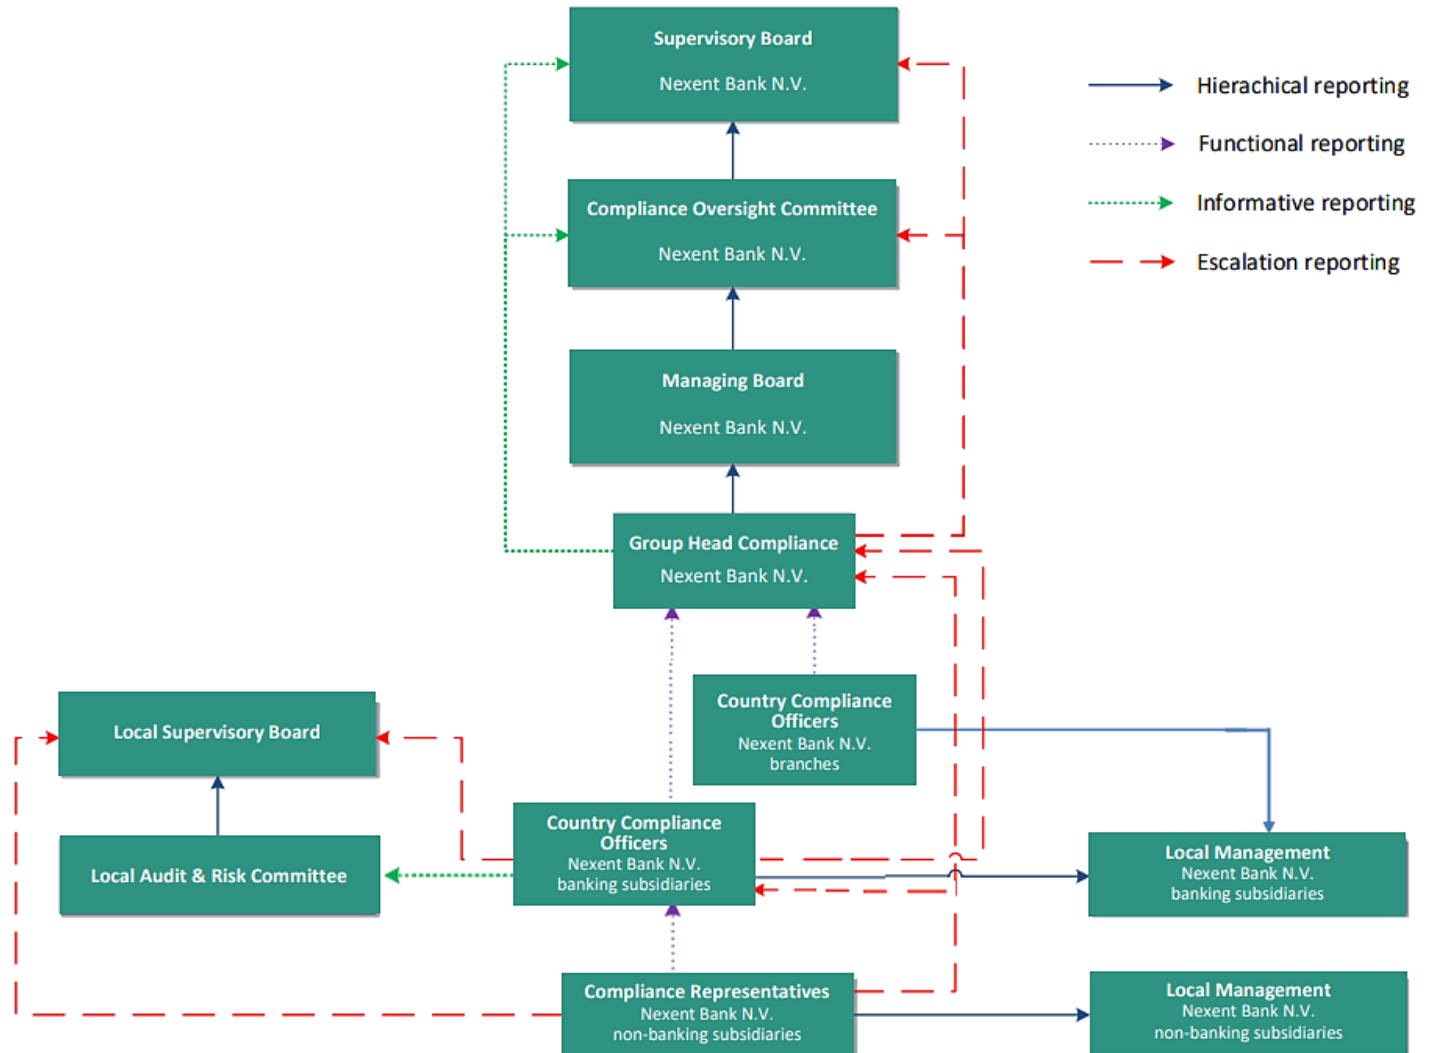 Supervisory Board
Nexent Bank N.V.
Compliance Oversight Committee
Nexent Bank N.V.
Managing Board
Nexent Bank N.V.
Group Head Compliance
Nexent Bank N.V.
Hierachical reporting
Functional reporting
Informative reporting
Escalation reporting
Country Compliance
Officers
Nexent Bank N.V.
branches
Local Supervisory Board
Country Compliance
Officers
Nexent Bank N.V.
banking subsidiaries
Local Audit & Risk Committee
Local Management
Nexent Bank N.V.
banking subsidiaries
Compliance Representatives
Nexent Bank N.V.
non-banking subsidiaries
Local Management
Nexent Bank N.V.
non-banking subsidiaries